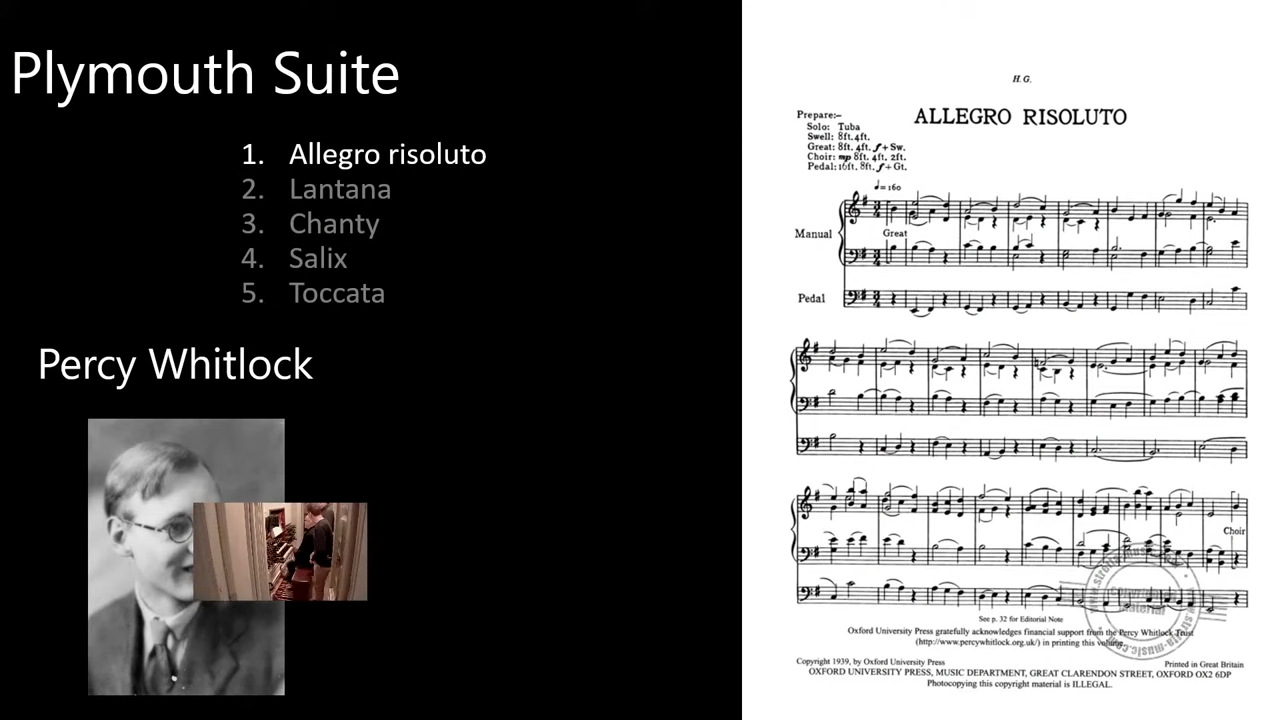 Plymouth Suite
1. Allegro risoluto
2. Lantana
3. Chanty
4. Salix
5. Toccata
Percy Whitlock
H.G.
ALLEGRO RISOLUTO
Prepare:–
Solo: Tuba
Swell: 8ft. 4ft.
Great: 8ft. 4ft. f + Sw.
Choir: mp 8ft. 4ft. 2ft.
Pedal: 16ft. 8ft. f + Gt.
♩= 160
Manual
Great
Pedal
Choir
See p. 32 for Editorial Note
Oxford University Press gratefully acknowledges financial support from the Percy Whitlock Trust
(http://www.percywhitlock.org.uk/) in printing this volume.
Copyright 1939, by Oxford University Press
Printed in Great Britain
OXFORD UNIVERSITY PRESS, MUSIC DEPARTMENT, GREAT CLARENDON STREET, OXFORD OX2 6DP
Photocopying this copyright material is ILLEGAL.